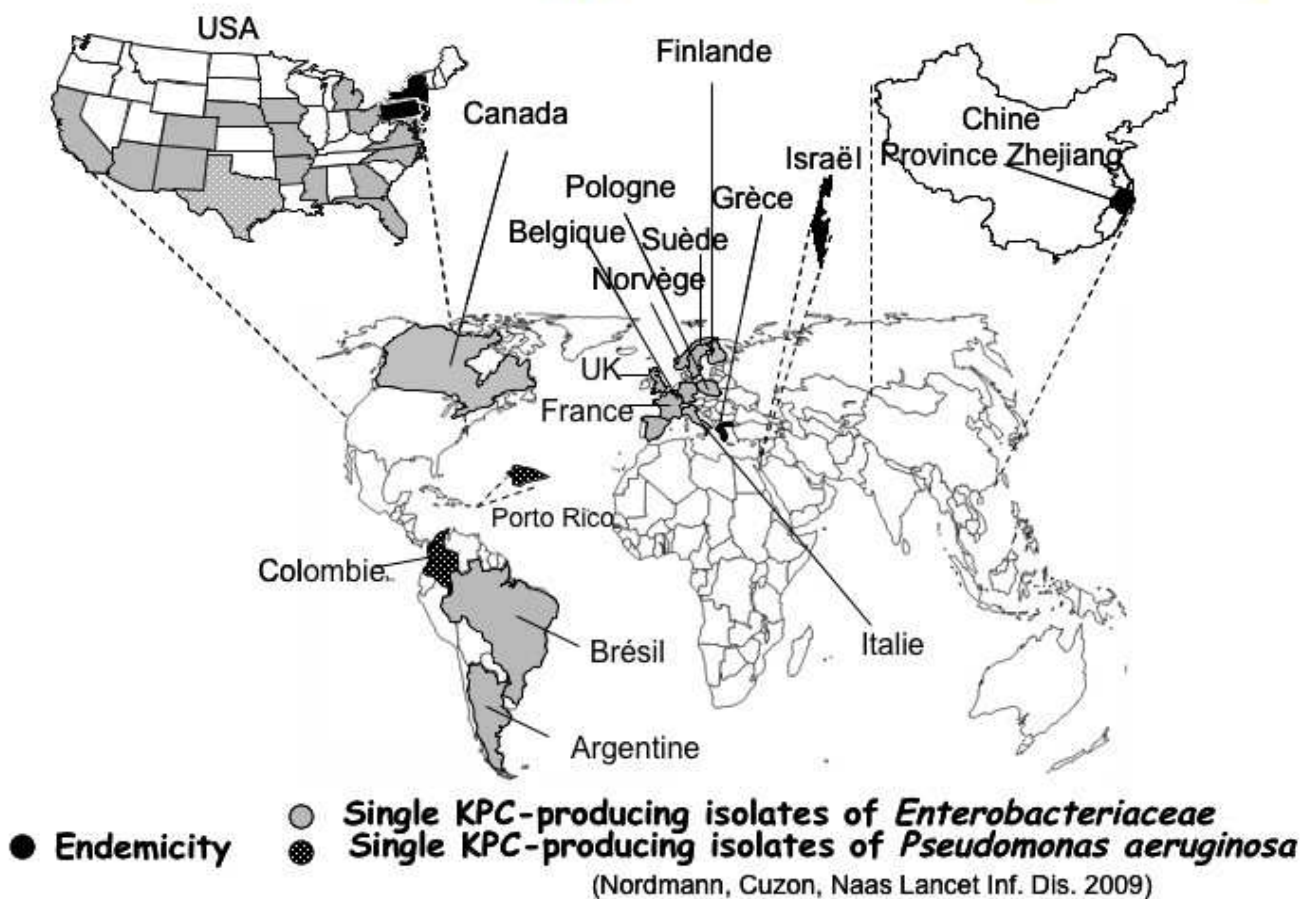 USA
Finlande
Canada
Chine
Province Zhejiang
Israël
Pologne
Grèce
Belgique
Suède
Norvège
UK
France
Porto Rico
Colombie
Brésil
Italie
Argentine
Single KPC-producing isolates of Enterobacteriaceae
Endemicity
Single KPC-producing isolates of Pseudomonas aeruginosa
(Nordmann, Cuzon, Naas Lancet Inf. Dis. 2009)